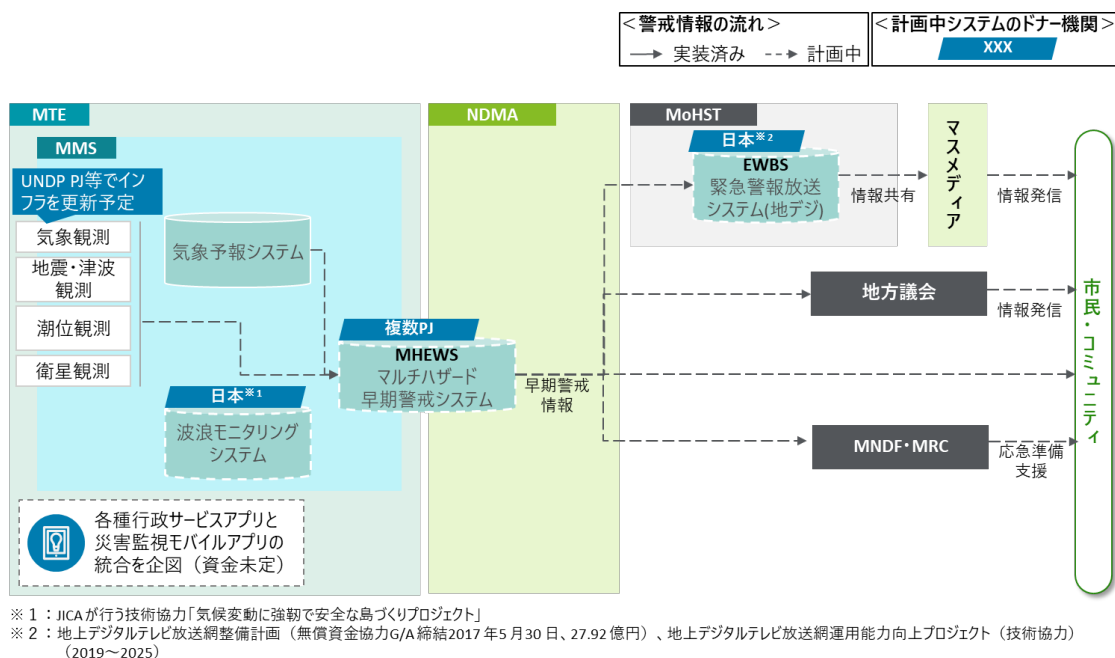 ＜警戒情報の流れ＞
実装済み
計画中
＜計画中システムのドナー機関＞
XXX
MTE
NDMA
MoHST
MMS
UNDP PJ等でイン
フラを更新予定
気象観測
地震・津波
観測
潮位観測
衛星観測
気象予報システム
日本※1
波浪モニタリング
システム
複数PJ
MHEWS
マルチハザード
早期警戒システム
早期警戒
情報
日本※2
EWBS
緊急警報放送
システム(地デジ)
情報共有
マスメディア
情報発信
地方議会
情報発信
MNDF・MRC
応急準備
支援
市民・コミュニティ
各種行政サービスアプリと
災害監視モバイルアプリの
統合を企図（資金未定）
※１：JICAが行う技術協力「気候変動に強靭で安全な島づくりプロジェクト」
※２：地上デジタルテレビ放送網整備計画（無償資金協力G/A締結2017年5月30日、27.92億円）、地上デジタルテレビ放送網運用能力向上プロジェクト（技術協力）
（2019～2025）